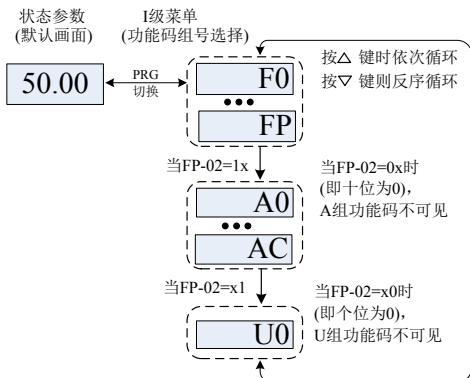 状态参数
(默认画面)
I级菜单
(功能码组号选择)
50.00
PRG
切换
F0
•••
FP
按△ 键时依次循环
按▽ 键则反序循环
当FP-02=1x
当FP-02=0x时
(即十位为0),
A组功能码不可见
A0
•••
AC
当FP-02=x1
当FP-02=x0时
(即个位为0),
U组功能码不可见
U0